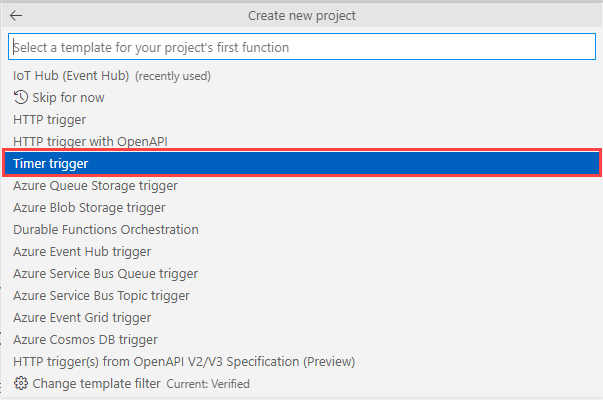 Create new project
Select a template for your project's first function
IoT Hub (Event Hub) (recently used)
Skip for now
HTTP trigger
HTTP trigger with OpenAPI
Timer trigger
Azure Queue Storage trigger
Azure Blob Storage trigger
Durable Functions Orchestration
Azure Event Hub trigger
Azure Service Bus Queue trigger
Azure Service Bus Topic trigger
Azure Event Grid trigger
Azure Cosmos DB trigger
HTTP trigger(s) from OpenAPI V2/V3 Specification (Preview)
Change template filter Current: Verified